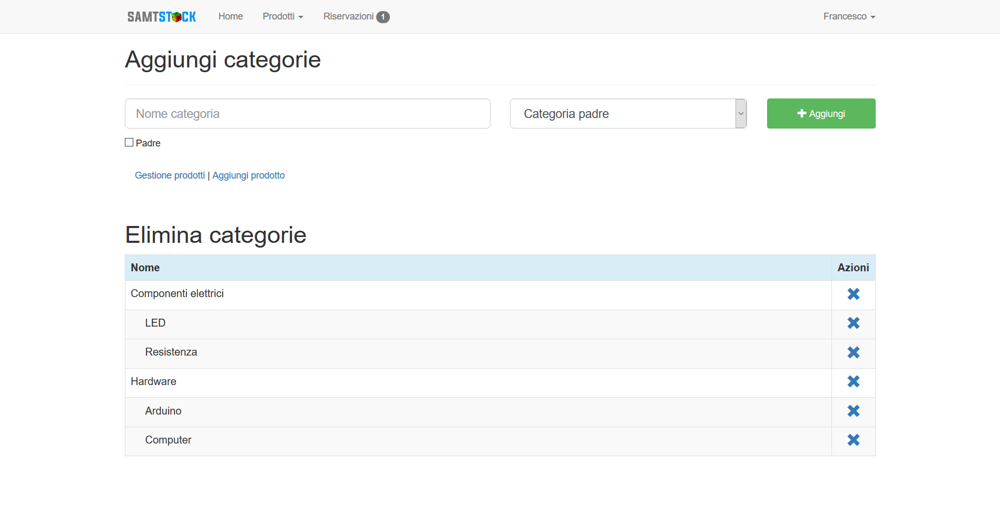 SAMTSTOCK Home Prodotti Riservazioni 1 Francesco
Aggiungi categorie
Nome categoria Categoria padre Aggiungi
Padre
Gestione prodotti | Aggiungi prodotto
Elimina categorie
Nome Azioni
Componenti elettrici
LED
Resistenza
Hardware
Arduino
Computer